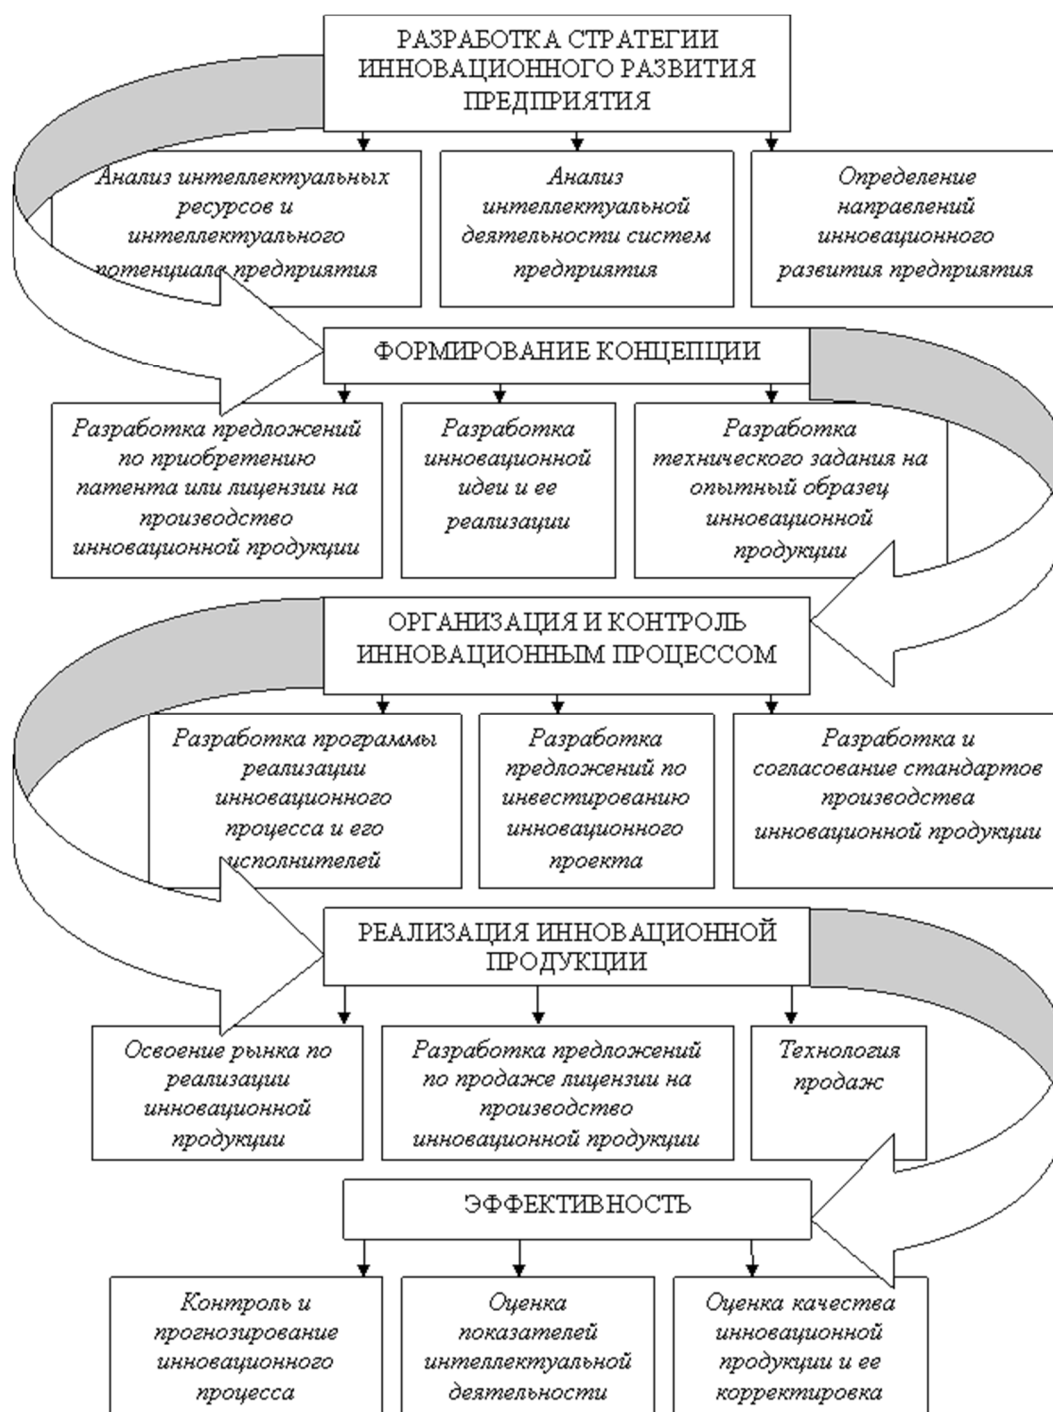 РАЗРАБОТКА СТРАТЕГИИ
ИННОВАЦИОННОГО РАЗВИТИЯ
ПРЕДПРИЯТИЯ
Анализ интеллектуальных
ресурсов и
интеллектуального
потенциала предприятия
Анализ
интеллектуальной
деятельности систем
предприятия
Определение
направлений
инновационного
развития предприятия
ФОРМИРОВАНИЕ КОНЦЕПЦИИ
Разработка предложений
по приобретению
патента или лицензии на
производство
инновационной продукции
Разработка
инновационной
идеи и ее
реализации
Разработка
технического задания на
опытный образец
инновационной
продукции
ОРГАНИЗАЦИЯ И КОНТРОЛЬ
ИННОВАЦИОННЫМ ПРОЦЕССОМ
Разработка программы
реализации
инновационного
процесса и его
исполнителей
Разработка
предложений по
инвестированию
инновационного
проекта
Разработка и
согласование стандартов
производства
инновационной продукции
РЕАЛИЗАЦИЯ ИННОВАЦИОННОЙ
ПРОДУКЦИИ
Освоение рынка по
реализации
инновационной
продукции
Разработка предложений
по продаже лицензии на
производство
инновационной продукции
Технология
продаж
ЭФФЕКТИВНОСТЬ
Контроль и
прогнозирование
инновационного
процесса
Оценка
показателей
интеллектуальной
деятельности
Оценка качества
инновационной
продукции и ее
корректировка